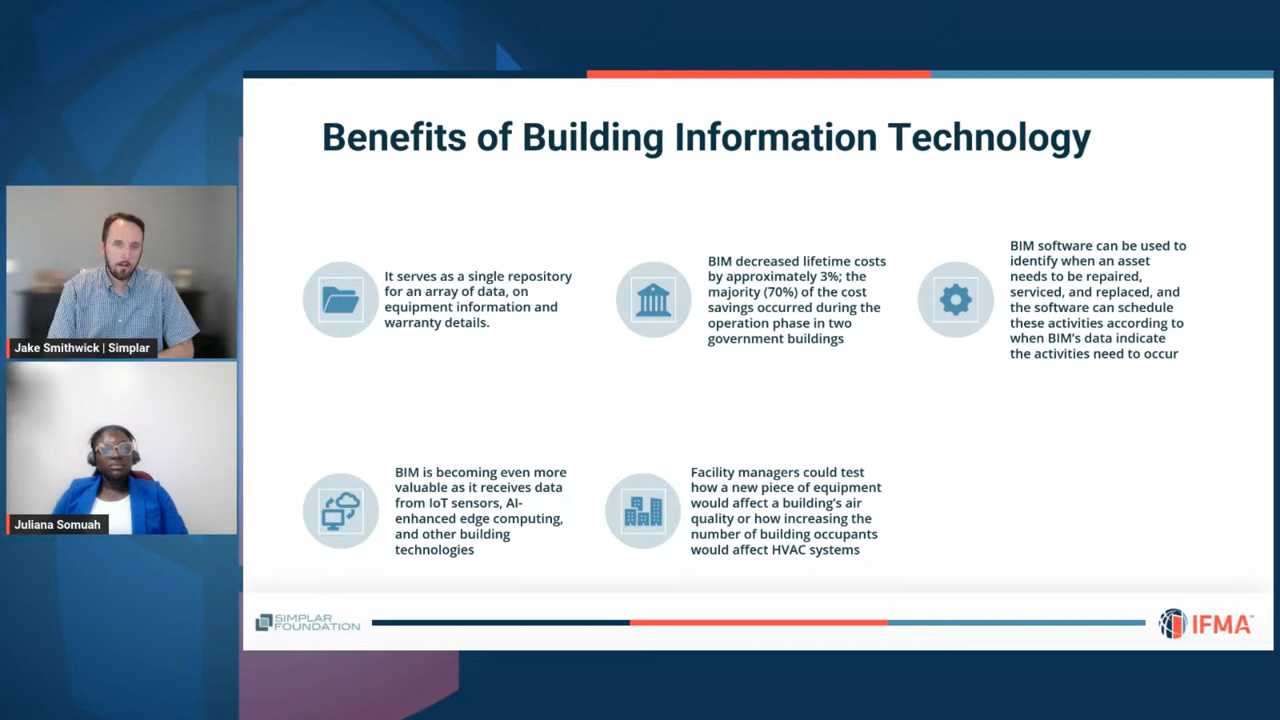 Benefits of Building Information Technology
It serves as a single repository
for an array of data, on
equipment information and
warranty details.
BIM decreased lifetime costs
by approximately 3%; the
majority (70%) of the cost
savings occurred during the
operation phase in two
government buildings
BIM software can be used to
identify when an asset
needs to be repaired,
serviced, and replaced, and
the software can schedule
these activities according to
when BIM's data indicate
the activities need to occur
BIM is becoming even more
valuable as it receives data
from IoT sensors, AI-
enhanced edge computing,
and other building
technologies
Facility managers could test
how a new piece of equipment
would affect a building's air
quality or how increasing the
number of building occupants
would affect HVAC systems
Jake Smithwick | Simplar
Juliana Somuah
SIMPLAR
FOUNDATION
IFMA™